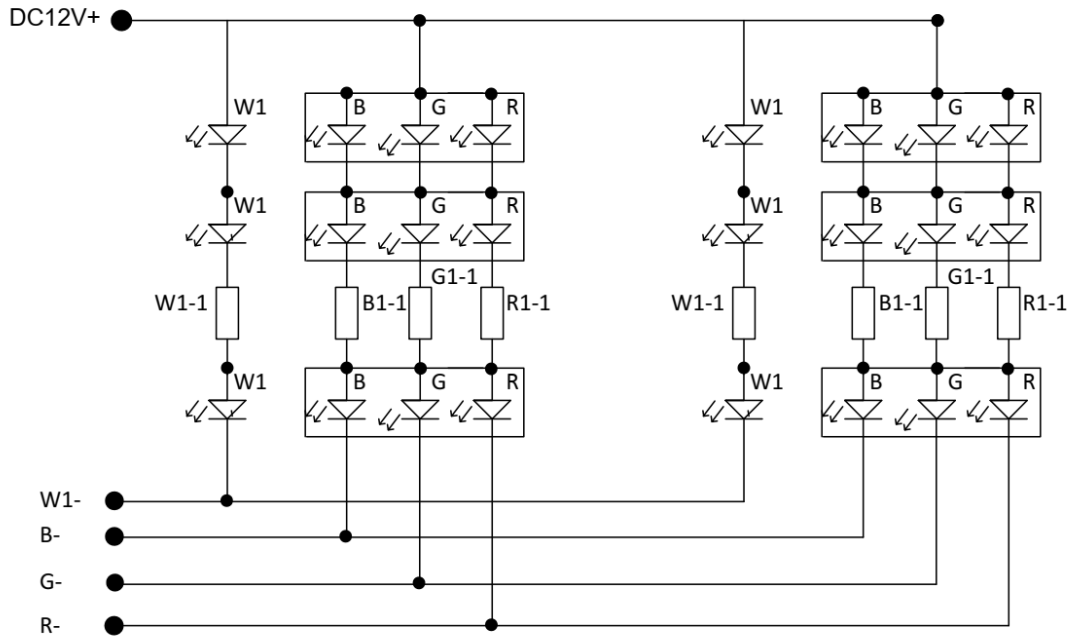 DC12V+
W1 B G R W1 B G R
W1 B G R W1 B G R
G1-1 G1-1
W1-1 B1-1 R1-1 W1-1 B1-1 R1-1
W1 B G R W1 B G R
W1-
B-
G-
R-